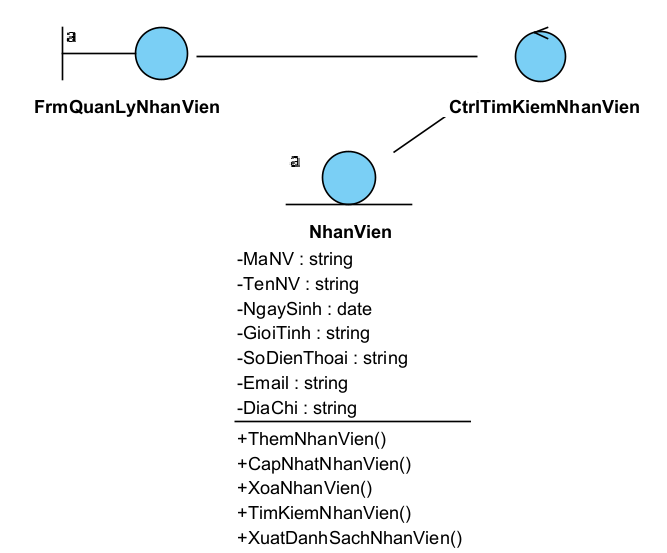 a
FrmQuanLyNhanVien
CtrlTimKiemNhanVien
a
NhanVien
-MaNV : string
-TenNV : string
-NgaySinh : date
-GioiTinh : string
-SoDienThoai : string
-Email : string
-DiaChi : string
+ThemNhanVien()
+CapNhatNhanVien()
+XoaNhanVien()
+TimKiemNhanVien()
+XuatDanhSachNhanVien()